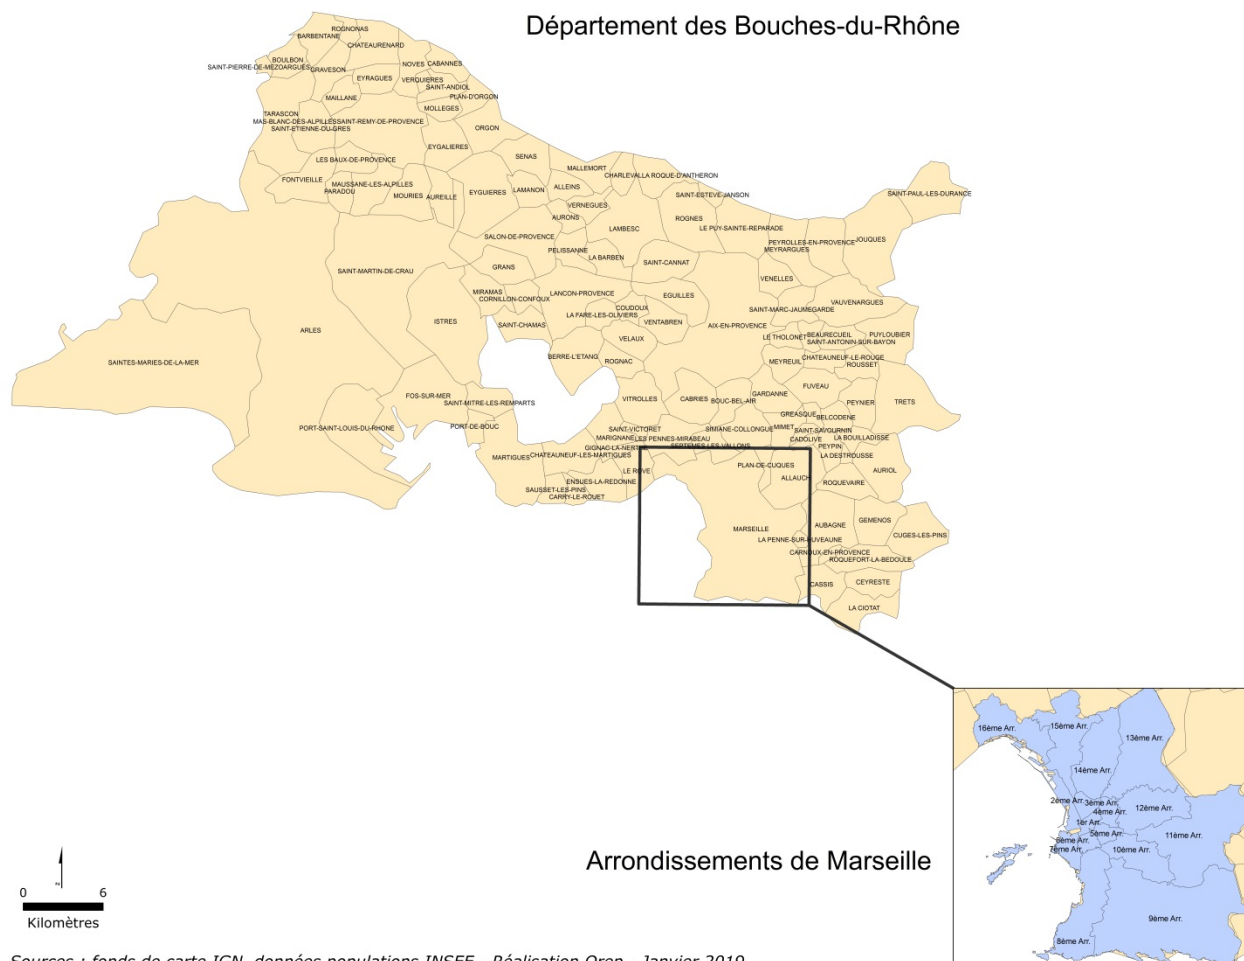 Département des Bouches-du-Rhône
ROGNONAS
BARBENTANE
CHATEAURENARD
BOULBON
SAINT-PIERRE-DE-MEZOARGUES
GRAVESON
NOVES
CABANNES
EYRAGUES
VERQUIERES
SAINT-ANDIOL
PLAN-D'ORGON
MAILLANE
MOLLEGES
TARASCON
MAS-BLANC-DES-ALPILLES
SAINT-REMY-DE-PROVENCE
SAINT-ETIENNE-DU-GRES
ORGON
EYGALIERES
SENAS
LES BAUX-DE-PROVENCE
MALLEMORT
CHARLEVAL
LA ROQUE-D'ANTHERON
FONTVIEILLE
MAUSSANE-LES-ALPILLES
PARADOU
MOURIES
AUREILLE
EYGUIERES
LAMANON
ALLEINS
SAINT-ESTEVE-JANSON
SAINT-PAUL-LES-DURANCE
VERNEGUES
AURONS
ROGNES
LAMBESC
LE PUY-SAINTE-REPARADE
SALON-DE-PROVENCE
PEYROLLES-EN-PROVENCE
JOUQUES
MEYRARGUES
PELISSANNE
LA BARBEN
SAINT-CANNAT
GRANS
SAINT-MARTIN-DE-CRAU
VENELLES
MIRAMAS
CORNILLON-CONFOUX
LANCON-PROVENCE
EGUILLES
VAUVENARGUES
COUDOUX
SAINT-MARC-JAUMEGARDE
LA FARE-LES-OLIVIERS
ISTRES
SAINT-CHAMAS
VENTABREN
AIX-EN-PROVENCE
ARLES
VELAUX
LE THOLONET
BEAURECUEIL
PUYLOUBIER
SAINT-ANTONIN-SUR-BAYON
BERRE-L'ETANG
ROGNAC
MEYREUIL
CHATEAUNEUF-LE-ROUGE
ROUSSET
SAINTES-MARIES-DE-LA-MER
FUVEAU
FOS-SUR-MER
SAINT-MITRE-LES-REMPARTS
VITROLLES
CABRIES
BOUC-BEL-AIR
GARDANNE
PEYNIER
TRETS
GREASQUE
BELCODENE
PORT-SAINT-LOUIS-DU-RHONE
PORT-DE-BOUC
SAINT-VICTORET
SIMIANE-COLLONGUE
MIMET
SAINT-SAVOURNIN
MARIGNANE
LES PENNES-MIRABEAU
CADOLIVE
LA BOUILLADISSE
GIGNAC-LA-NERTHE
SEPTEMES-LES-VALLONS
PEYPIN
MARTIGUES
CHATEAUNEUF-LES-MARTIGUES
LA DESTROUSSE
LE ROVE
PLAN-DE-CUQUES
AURIOL
ENSUES-LA-REDONNE
ALLAUCH
ROQUEVAIRE
SAUSSET-LES-PINS
CARRY-LE-ROUET
MARSEILLE
AUBAGNE
GEMENOS
CUGES-LES-PINS
LA PENNE-SUR-HUVEAUNE
CARNOUX-EN-PROVENCE
ROQUEFORT-LA-BEDOULE
CASSIS
CEYRESTE
LA CIOTAT
16ème Arr.
15ème Arr.
13ème Arr.
14ème Arr.
2ème Arr.
3ème Arr.
4ème Arr.
12ème Arr.
1er Arr.
5ème Arr.
11ème Arr.
6ème Arr.
7ème Arr.
10ème Arr.
9ème Arr.
8ème Arr.
Arrondissements de Marseille
N
0 6
Kilomètres
Sources : fonds de carte IGN, données populations INSEE - Réalisation Oren - Janvier 2019